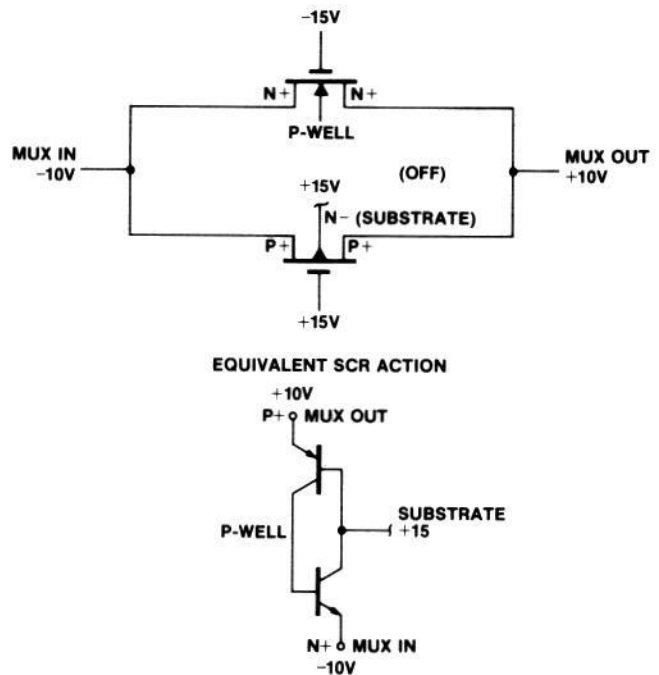 -15V
N+ N+
P-WELL
MUX IN
-10V
(OFF)
MUX OUT
+10V
+15V
N- (SUBSTRATE)
P+ P+
+15V
EQUIVALENT SCR ACTION
+10V
P+ MUX OUT
P-WELL
SUBSTRATE
+15
N+ MUX IN
-10V